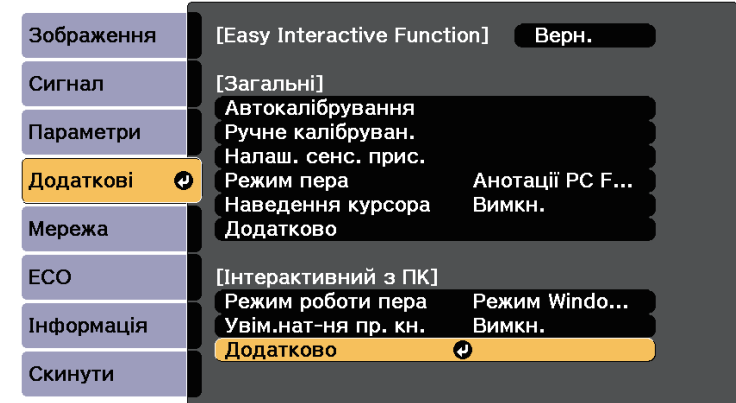 Зображення
Сигнал
Параметри
Додаткові
Мережа
ECO
Інформація
Скинути
[Easy Interactive Function] Верн.
[Загальні]
Автокалібрування
Ручне калібруван.
Налаш. сенс. прис.
Режим пера Анотації PC F...
Наведення курсора Вимкн.
Додатково
[Інтерактивний з ПК]
Режим роботи пера Режим Windo...
Увім.нат-ня пр. кн. Вимкн.
Додатково